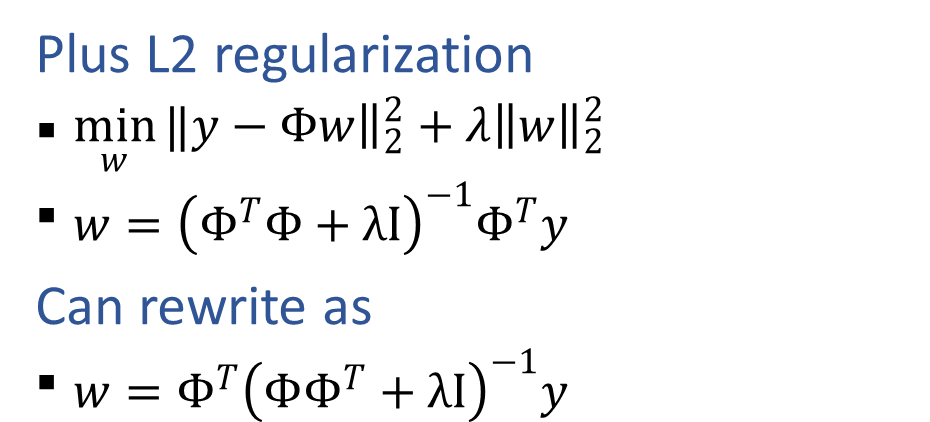 Plus L2 regularization
▪ min_w ‖y − Φw‖₂² + λ‖w‖₂²
▪ w = (ΦᵀΦ + λI)⁻¹Φᵀy
Can rewrite as
▪ w = Φᵀ(ΦΦᵀ + λI)⁻¹y